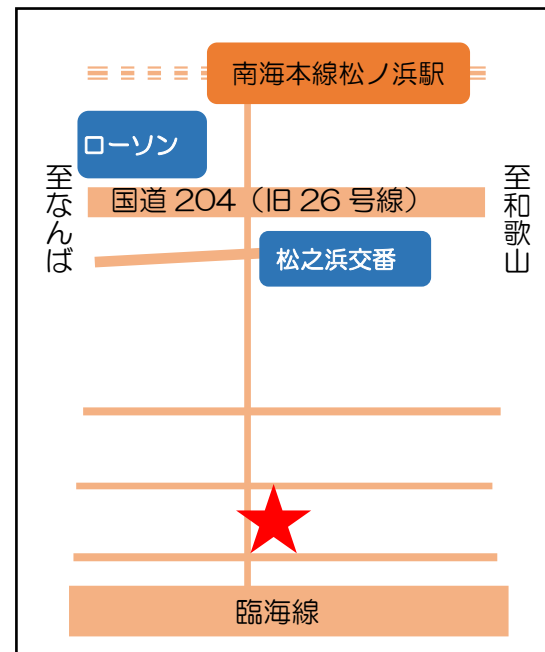 南海本線松ノ浜駅
ローソン
至なんば
国道204（旧26号線）
至和歌山
松之浜交番
臨海線